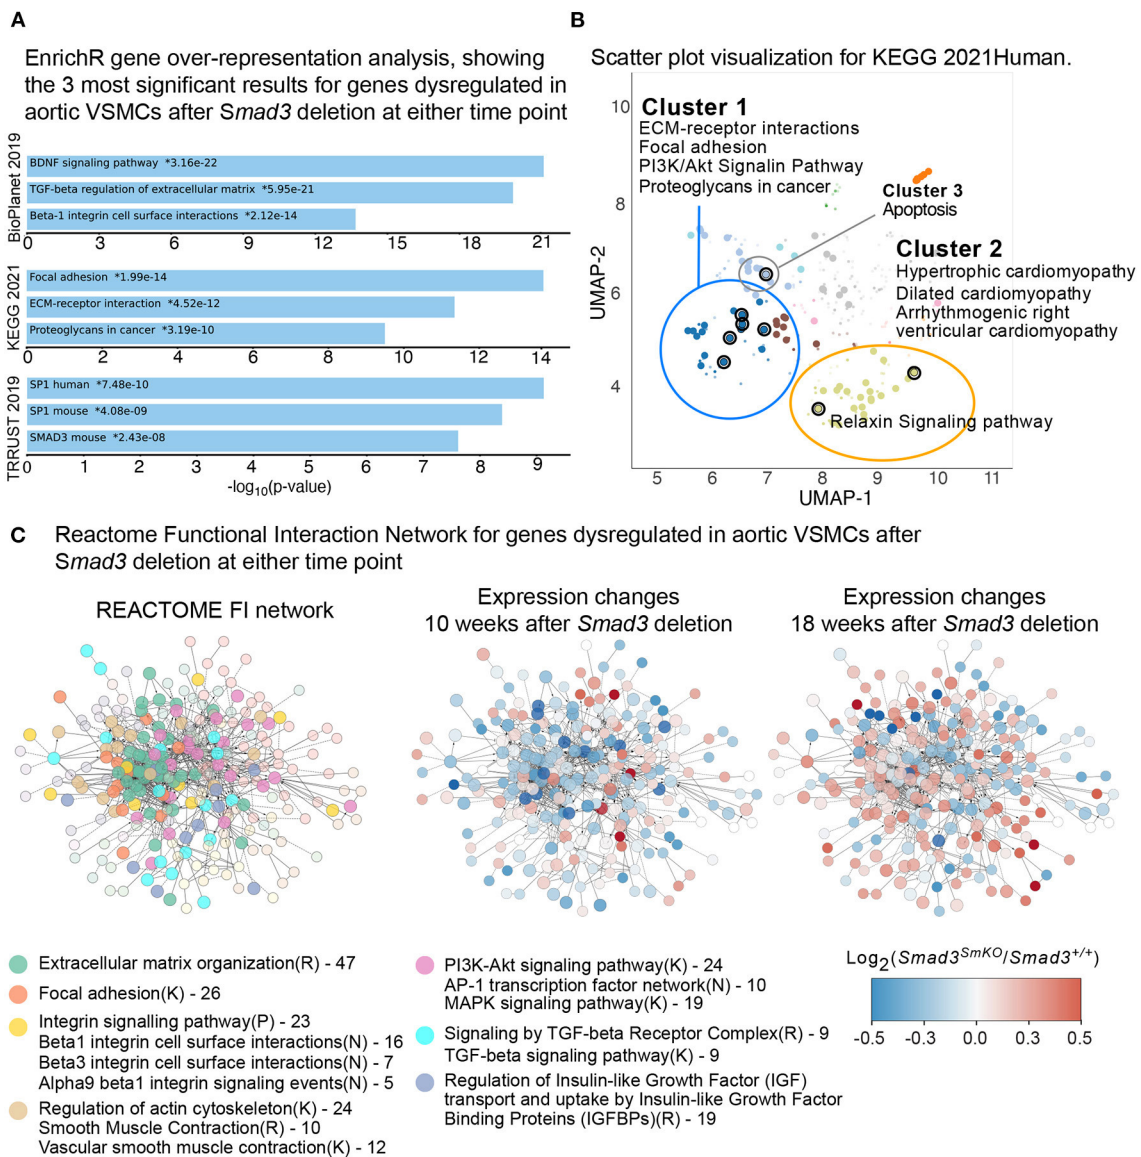 A
EnrichR gene over-representation analysis, showing
the 3 most significant results for genes dysregulated in
aortic VSMCs after Smad3 deletion at either time point
BioPlanet 2019
BDNF signaling pathway *3.16e-22
TGF-beta regulation of extracellular matrix *5.95e-21
Beta-1 integrin cell surface interactions *2.12e-14
0 3 6 9 12 15 18 21
KEGG 2021
Focal adhesion *1.99e-14
ECM-receptor interaction *4.52e-12
Proteoglycans in cancer *3.19e-10
0 2 4 6 8 10 12 14
TRRUST 2019
SP1 human *7.48e-10
SP1 mouse *4.08e-09
SMAD3 mouse *2.43e-08
0 1 2 3 4 5 6 7 8 9
-log10(p-value)
B
Scatter plot visualization for KEGG 2021Human.
Cluster 1
ECM-receptor interactions
Focal adhesion
PI3K/Akt Signalin Pathway
Proteoglycans in cancer
Cluster 3
Apoptosis
Cluster 2
Hypertrophic cardiomyopathy
Dilated cardiomyopathy
Arrhythmogenic right
ventricular cardiomyopathy
Relaxin Signaling pathway
10
8
6
4
UMAP-2
5 6 7 8 9 10 11
UMAP-1
C
Reactome Functional Interaction Network for genes dysregulated in aortic VSMCs after
Smad3 deletion at either time point
REACTOME FI network
Expression changes
10 weeks after Smad3 deletion
Expression changes
18 weeks after Smad3 deletion
Extracellular matrix organization(R) - 47
Focal adhesion(K) - 26
Integrin signalling pathway(P) - 23
Beta1 integrin cell surface interactions(N) - 16
Beta3 integrin cell surface interactions(N) - 7
Alpha9 beta1 integrin signaling events(N) - 5
Regulation of actin cytoskeleton(K) - 24
Smooth Muscle Contraction(R) - 10
Vascular smooth muscle contraction(K) - 12
PI3K-Akt signaling pathway(K) - 24
AP-1 transcription factor network(N) - 10
MAPK signaling pathway(K) - 19
Signaling by TGF-beta Receptor Complex(R) - 9
TGF-beta signaling pathway(K) - 9
Regulation of Insulin-like Growth Factor (IGF)
transport and uptake by Insulin-like Growth Factor
Binding Proteins (IGFBPs)(R) - 19
Log2(Smad3SmKO/Smad3+/+)
-0.5 -0.3 0.0 0.3 0.5